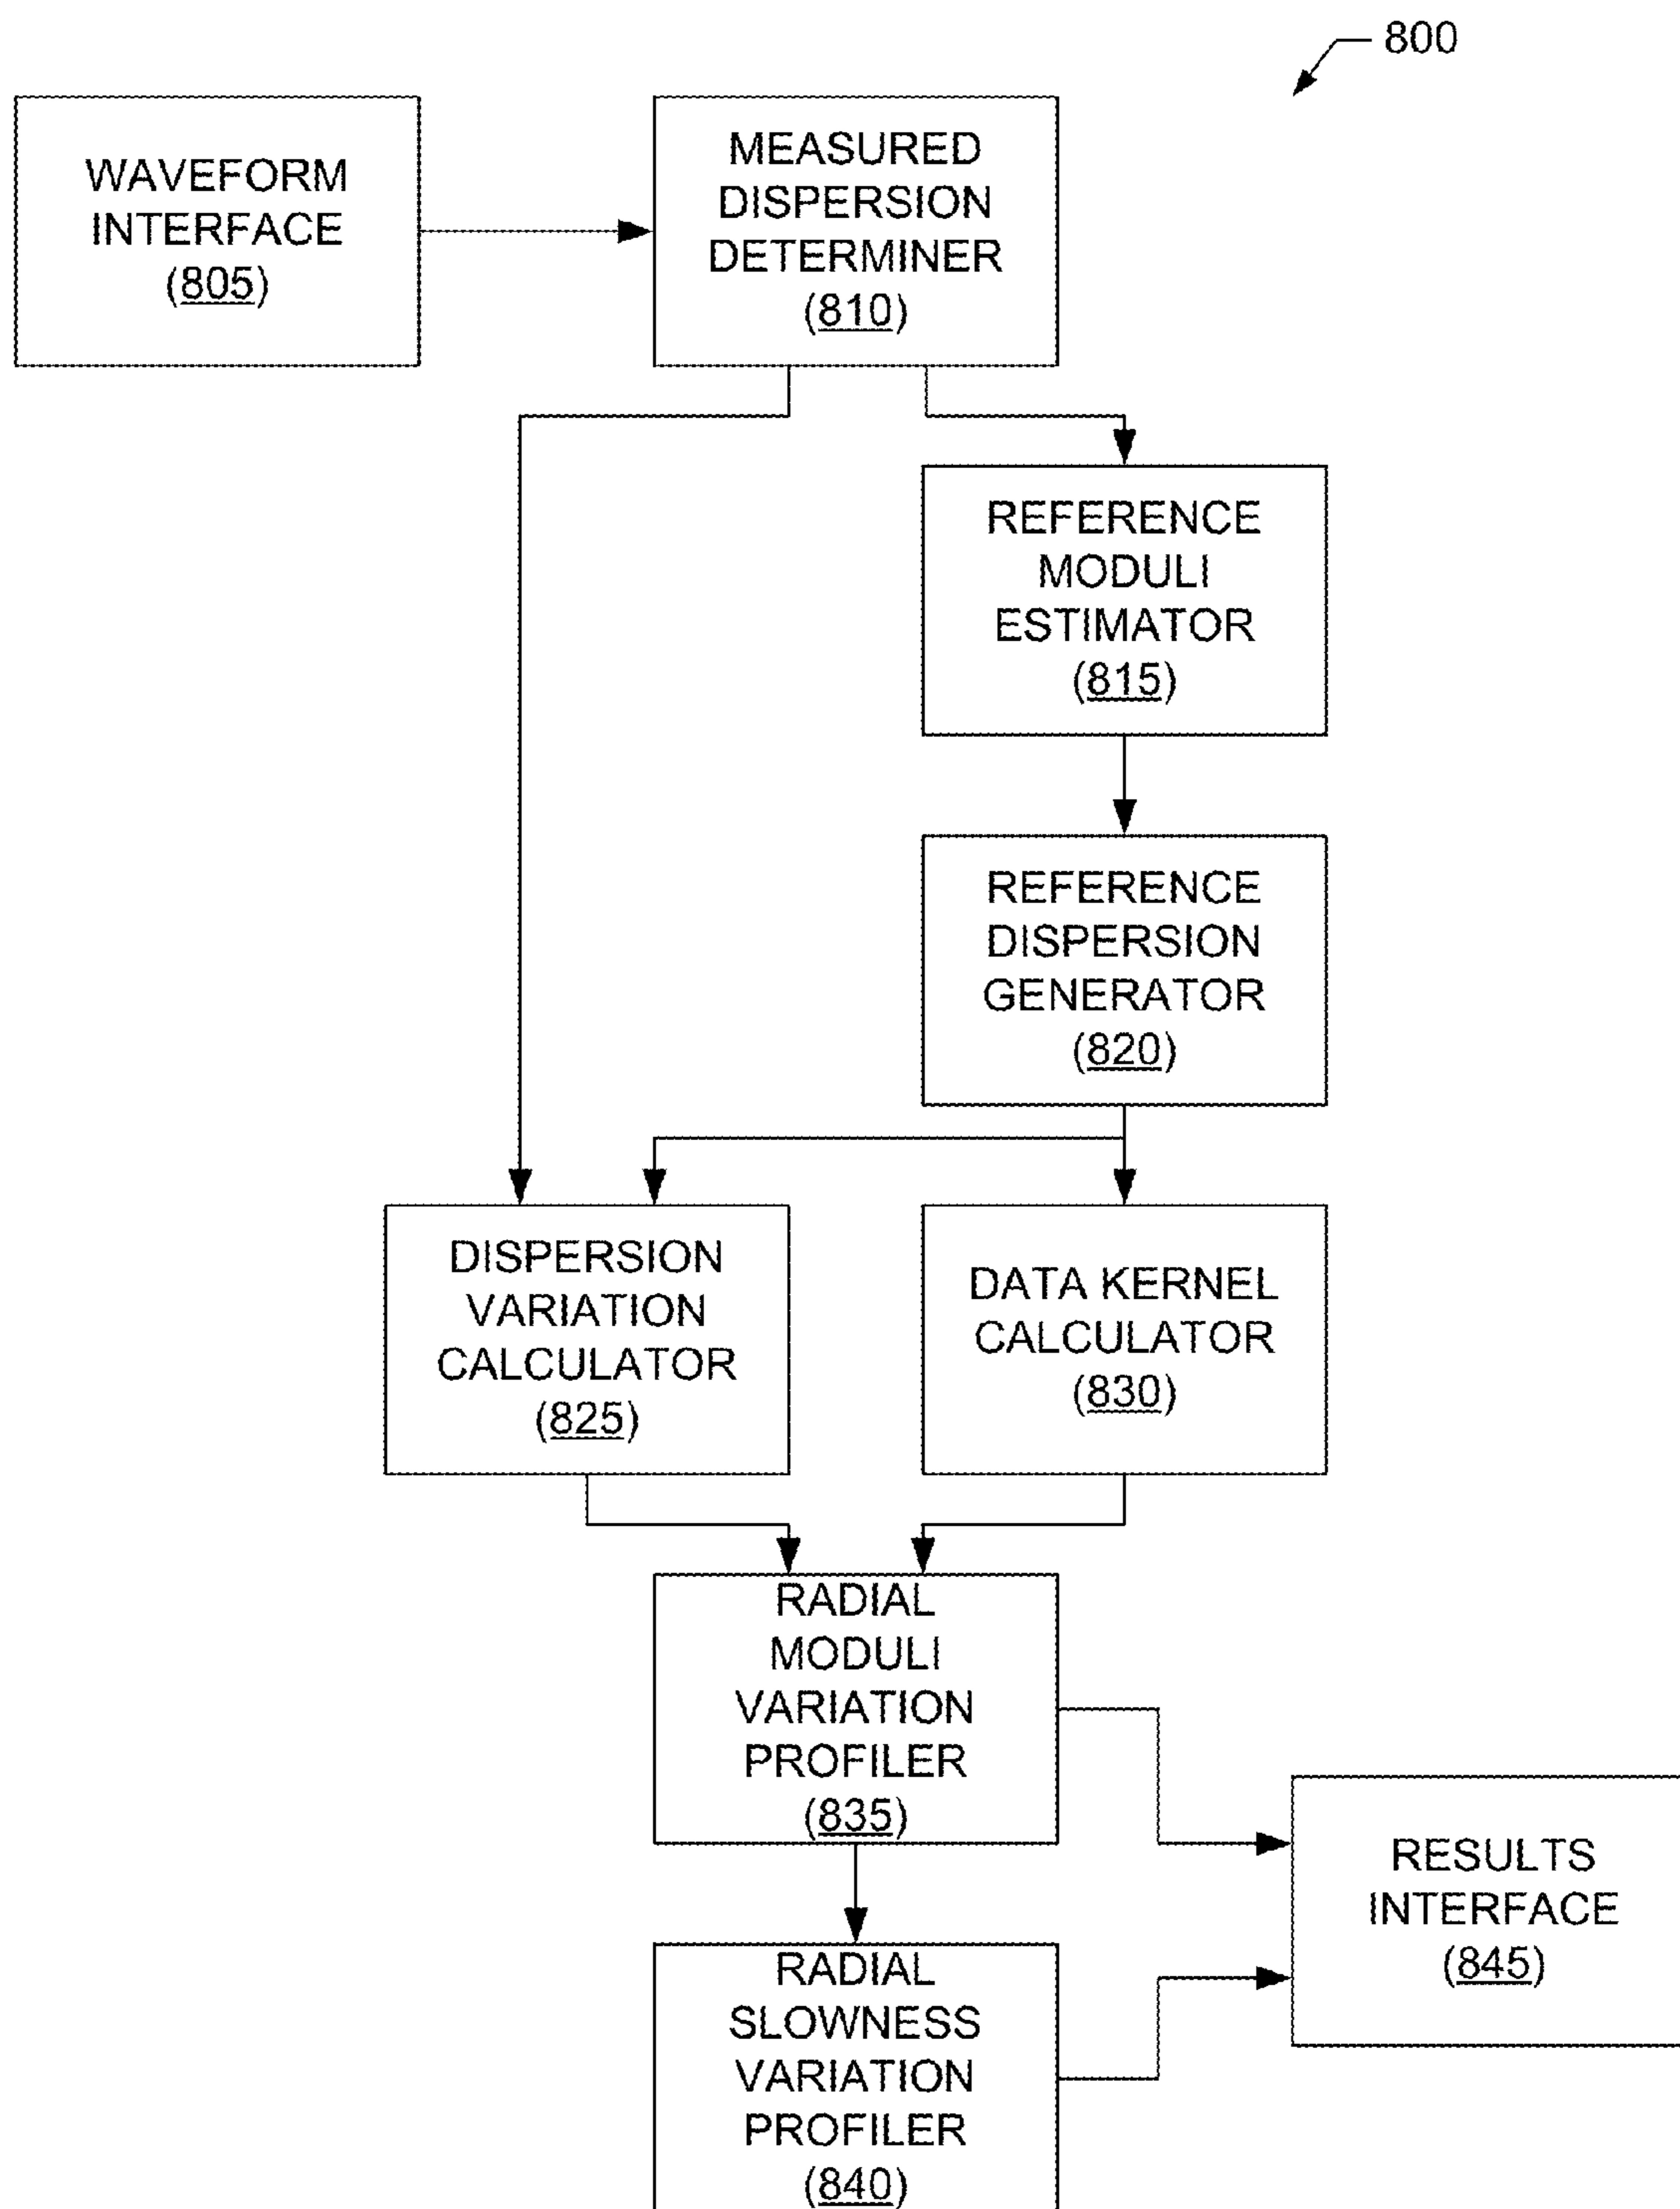 800
WAVEFORM
INTERFACE
(805)
MEASURED
DISPERSION
DETERMINER
(810)
REFERENCE
MODULI
ESTIMATOR
(815)
REFERENCE
DISPERSION
GENERATOR
(820)
DISPERSION
VARIATION
CALCULATOR
(825)
DATA KERNEL
CALCULATOR
(830)
RADIAL
MODULI
VARIATION
PROFILER
(835)
RESULTS
INTERFACE
(845)
RADIAL
SLOWNESS
VARIATION
PROFILER
(840)